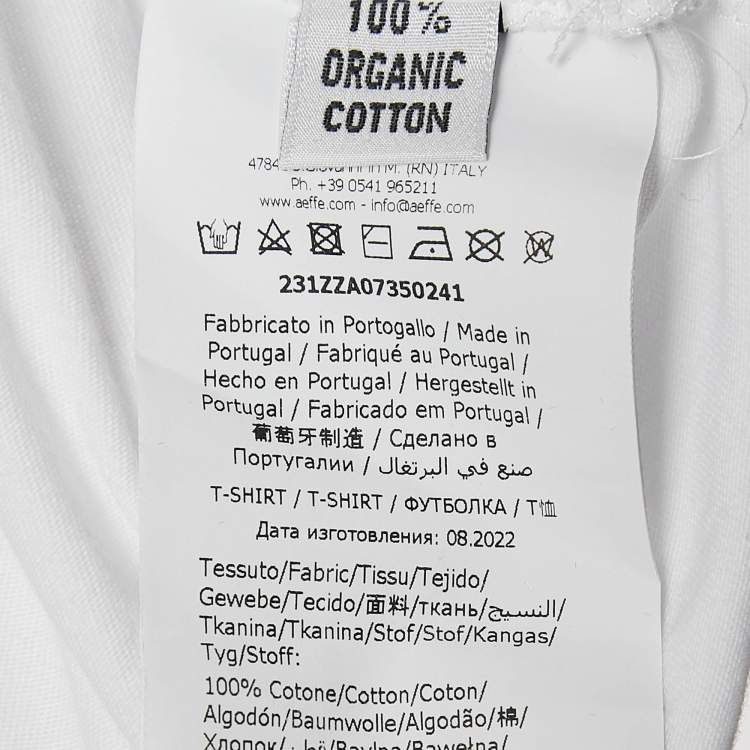 100%
ORGANIC
COTTON
M. (RN) ITALY
Ph. +39 0541 965211
www.aeffe.com - info@aeffe.com
231ZZA07350241
Fabbricato in Portogallo / Made in
Portugal / Fabriqué au Portugal /
Hecho en Portugal / Hergestellt in
Portugal / Fabricado em Portugal /
葡萄牙制造 / Сделано в
Португалии / صنع في البرتغال
T-SHIRT / T-SHIRT / ФУТБОЛКА / T恤
Дата изготовления: 08.2022
Tessuto/Fabric/Tissu/Tejido/
Gewebe/Tecido/面料/ткань/النسيج/
Tkanina/Tkanina/Stof/Stof/Kangas/
Tyg/Stoff:
100% Cotone/Cotton/Coton/
Algodón/Baumwolle/Algodão/棉/
Хлопок/قطن/Bavlna/Bawełna/